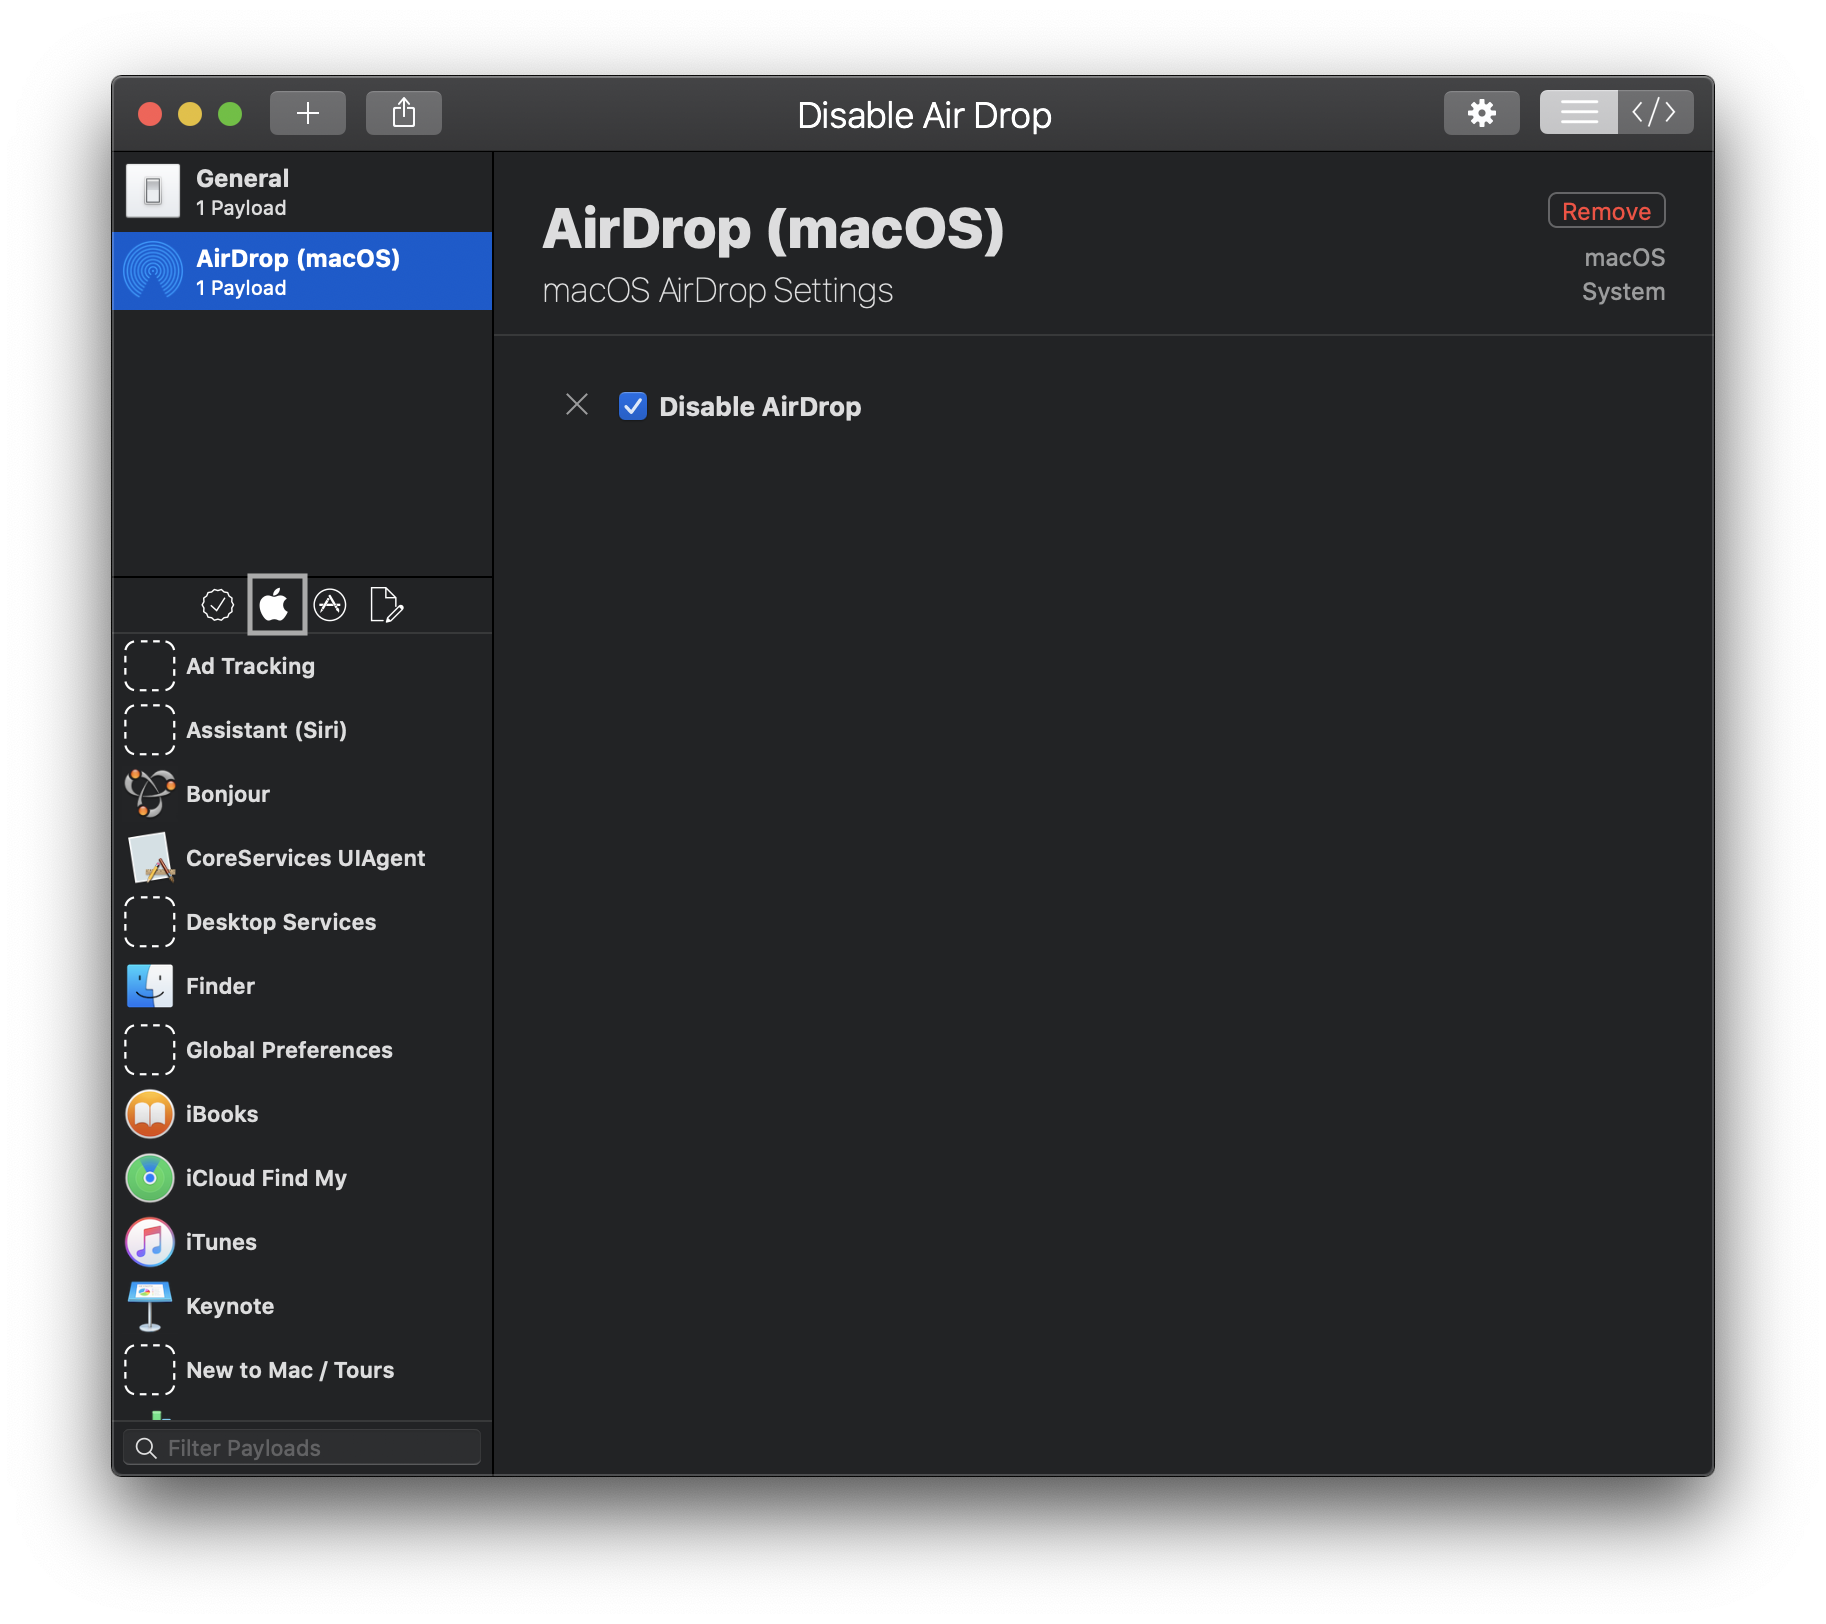 Disable Air Drop
General
1 Payload
AirDrop (macOS)
1 Payload
Ad Tracking
Assistant (Siri)
Bonjour
CoreServices UIAgent
Desktop Services
Finder
Global Preferences
iBooks
iCloud Find My
iTunes
Keynote
New to Mac / Tours
Filter Payloads
AirDrop (macOS)
macOS AirDrop Settings
Remove
macOS
System
Disable AirDrop